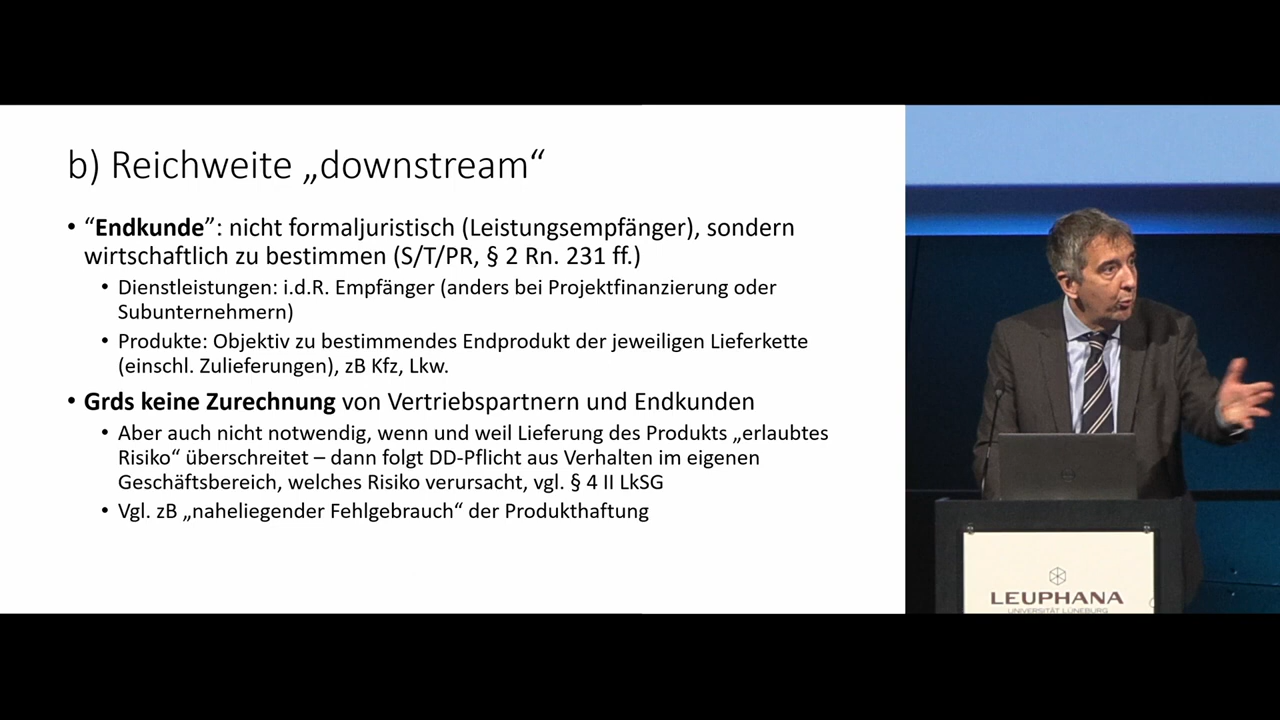 b) Reichweite „downstream“
• “Endkunde”: nicht formaljuristisch (Leistungsempfänger), sondern
wirtschaftlich zu bestimmen (S/T/PR, § 2 Rn. 231 ff.)
• Dienstleistungen: i.d.R. Empfänger (anders bei Projektfinanzierung oder
Subunternehmern)
• Produkte: Objektiv zu bestimmendes Endprodukt der jeweiligen Lieferkette
(einschl. Zulieferungen), zB Kfz, Lkw.
• Grds keine Zurechnung von Vertriebspartnern und Endkunden
• Aber auch nicht notwendig, wenn und weil Lieferung des Produkts „erlaubtes
Risiko“ überschreitet – dann folgt DD-Pflicht aus Verhalten im eigenen
Geschäftsbereich, welches Risiko verursacht, vgl. § 4 II LkSG
• Vgl. zB „naheliegender Fehlgebrauch“ der Produkthaftung
LEUPHANA
UNIVERSITÄT LÜNEBURG